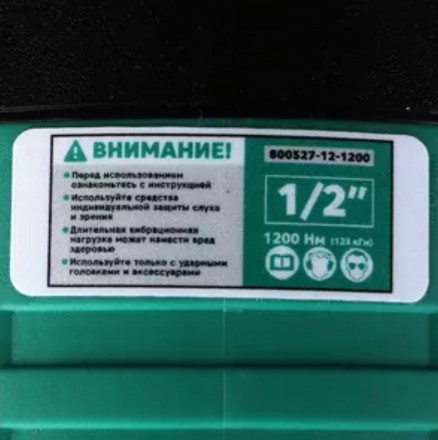 ВНИМАНИЕ!
• Перед использованием
ознакомьтесь с инструкцией
• Используйте средства
индивидуальной защиты слуха
и зрения
• Длительная вибрационная
нагрузка может нанести вред
здоровью
• Используйте только с ударными
головками и аксессуарами
800527-12-1200
1/2"
1200 Нм (123 кГм)